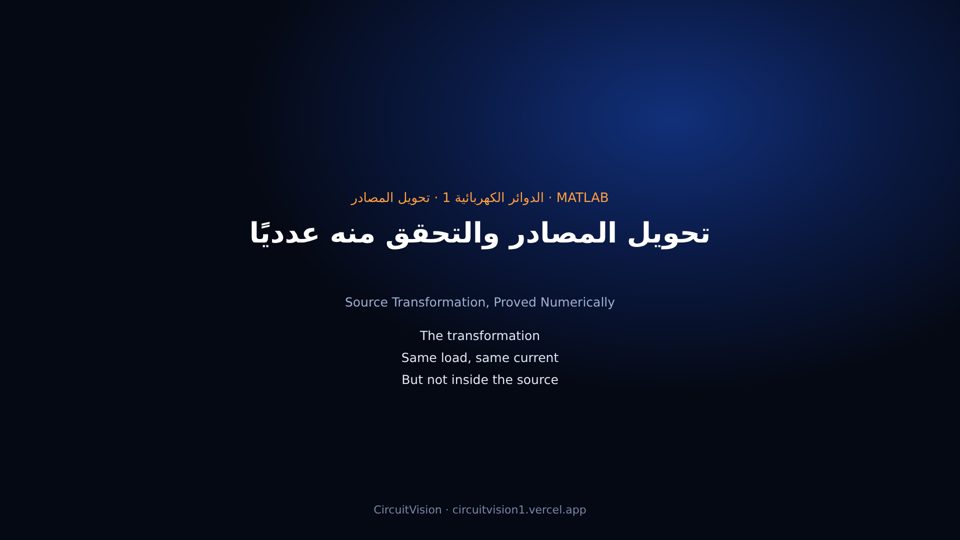 MATLAB · الدوائر الكهربائية 1 · تحويل المصادر
تحويل المصادر والتحقق منه عدديًا
Source Transformation, Proved Numerically
The transformation
Same load, same current
But not inside the source
CircuitVision · circuitvision1.vercel.app